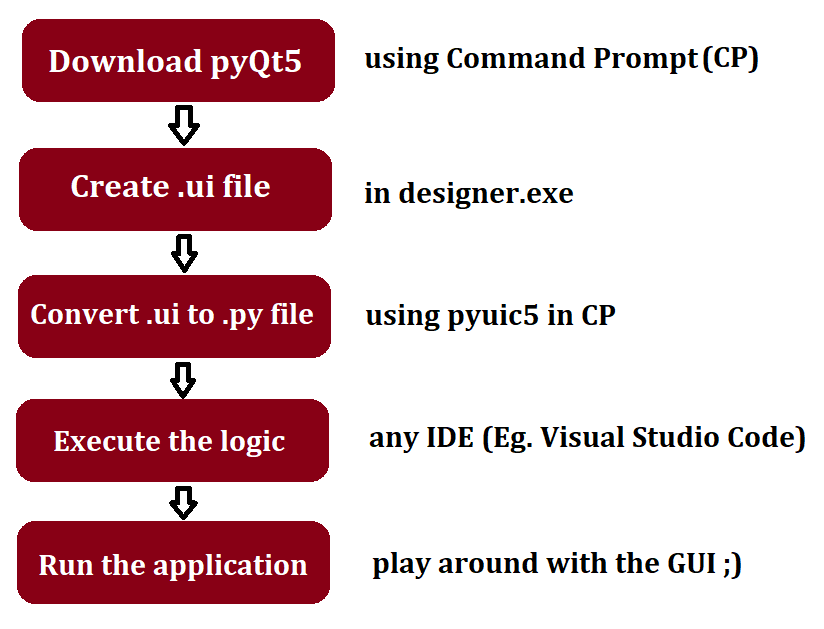 Download pyQt5
using Command Prompt (CP)
Create .ui file
in designer.exe
Convert .ui to .py file
using pyuic5 in CP
Execute the logic
any IDE (Eg. Visual Studio Code)
Run the application
play around with the GUI ;)